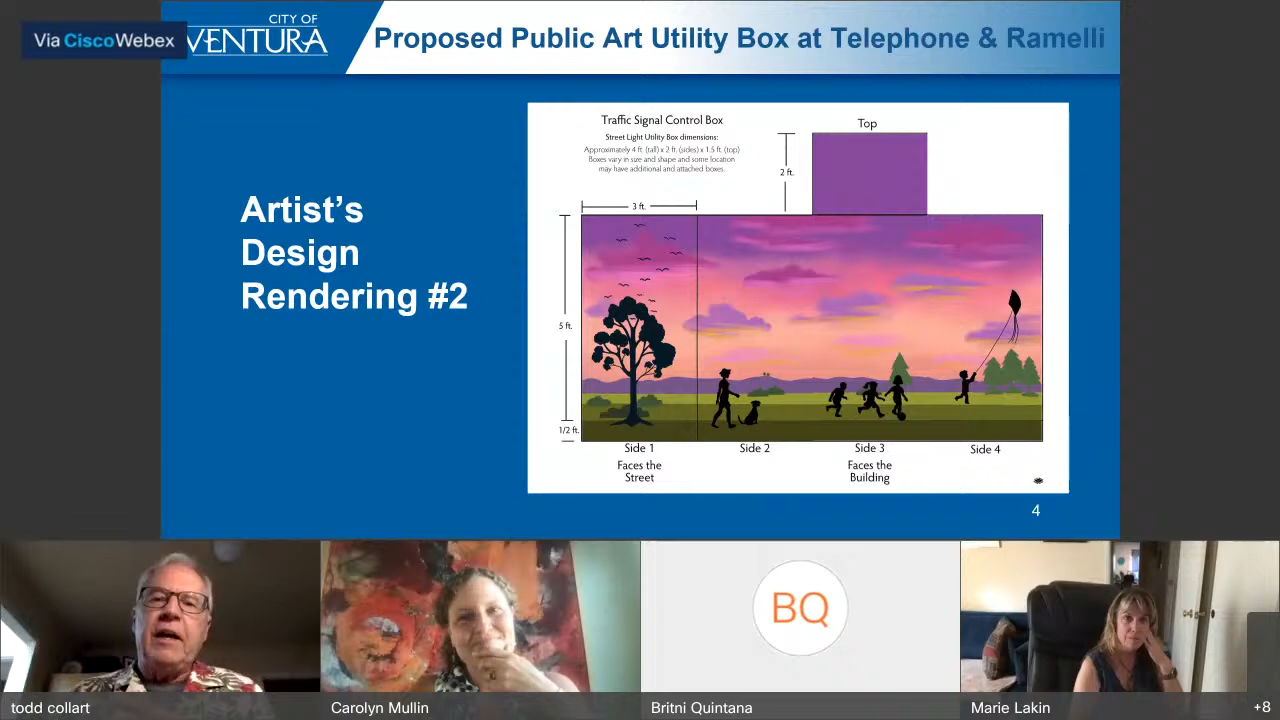 Via Cisco Webex
CITY OF
VENTURA
Proposed Public Art Utility Box at Telephone & Ramelli
Artist's
Design
Rendering #2
Traffic Signal Control Box
Street Light Utility Box dimensions:
Approximately 4 ft. (tall) x 2 ft. (sides) x 1.5 ft. (top)
Boxes vary in size and shape and some location
may have additional and attached boxes.
Top
2 ft.
3 ft.
5 ft.
1/2 ft.
Side 1
Faces the
Street
Side 2
Side 3
Faces the
Building
Side 4
4
BQ
todd collart
Carolyn Mullin
Britni Quintana
Marie Lakin
+8